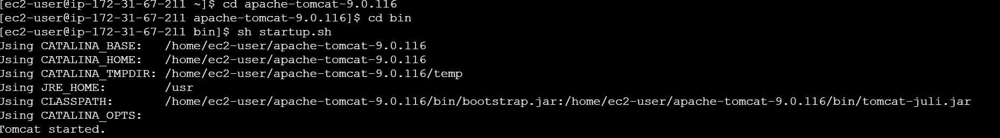 [ec2-user@ip-172-31-67-211 ~]$ cd apache-tomcat-9.0.116
[ec2-user@ip-172-31-67-211 apache-tomcat-9.0.116]$ cd bin
[ec2-user@ip-172-31-67-211 bin]$ sh startup.sh
Using CATALINA_BASE:   /home/ec2-user/apache-tomcat-9.0.116
Using CATALINA_HOME:   /home/ec2-user/apache-tomcat-9.0.116
Using CATALINA_TMPDIR: /home/ec2-user/apache-tomcat-9.0.116/temp
Using JRE_HOME:        /usr
Using CLASSPATH:       /home/ec2-user/apache-tomcat-9.0.116/bin/bootstrap.jar:/home/ec2-user/apache-tomcat-9.0.116/bin/tomcat-juli.jar
Using CATALINA_OPTS:
Tomcat started.